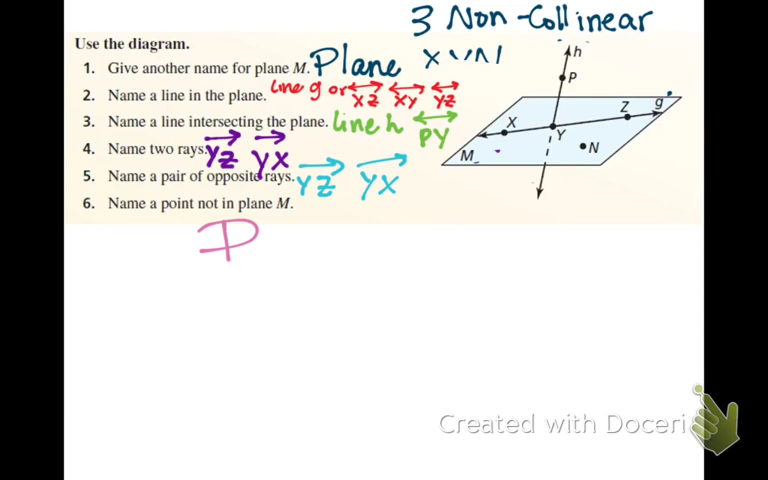 3 Non-Collinear
Use the diagram.
1. Give another name for plane M. Plane XYN
2. Name a line in the plane. line g or XZ XY YZ
3. Name a line intersecting the plane. line h PY
4. Name two rays. YZ YX
5. Name a pair of opposite rays. YZ YX
6. Name a point not in plane M.
P
h
P
Z g
X
Y
N
M
Created with Doceri